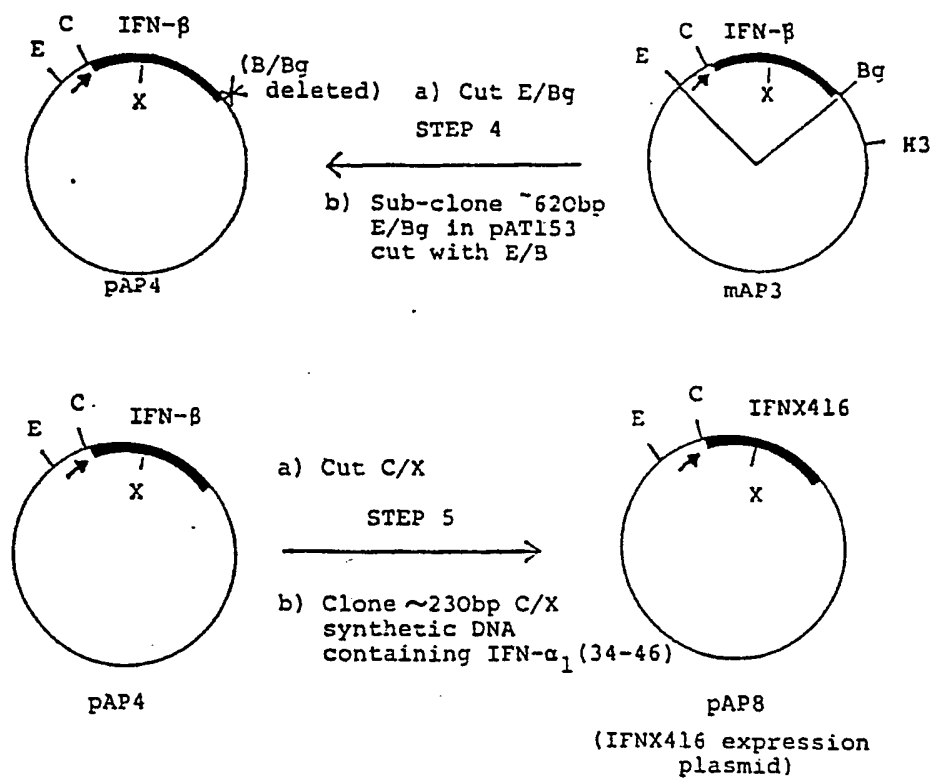 C IFN-β
E
X
(B/Bg
deleted)
a) Cut E/Bg
STEP 4
b) Sub-clone ~620bp
E/Bg in pAT153
cut with E/B
pAP4
C IFN-β
E
X
Bg
H3
mAP3
C IFN-β
E
X
pAP4
a) Cut C/X
STEP 5
b) Clone ~230bp C/X
synthetic DNA
containing IFN-α1(34-46)
C IFNX416
E
X
pAP8
(IFNX416 expression
plasmid)